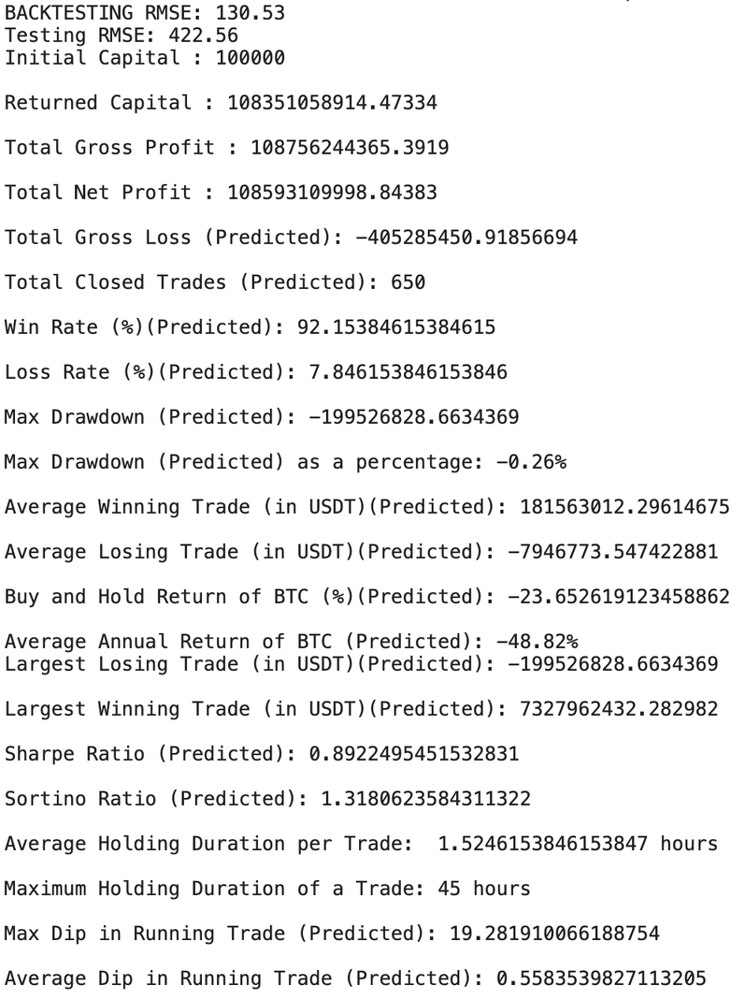 BACKTESTING RMSE: 130.53
Testing RMSE: 422.56
Initial Capital : 100000
Returned Capital : 108351058914.47334
Total Gross Profit : 108756244365.3919
Total Net Profit : 108593109998.84383
Total Gross Loss (Predicted): -405285450.91856694
Total Closed Trades (Predicted): 650
Win Rate (%)(Predicted): 92.15384615384615
Loss Rate (%)(Predicted): 7.846153846153846
Max Drawdown (Predicted): -199526828.6634369
Max Drawdown (Predicted) as a percentage: -0.26%
Average Winning Trade (in USDT)(Predicted): 181563012.29614675
Average Losing Trade (in USDT)(Predicted): -7946773.547422881
Buy and Hold Return of BTC (%)(Predicted): -23.652619123458862
Average Annual Return of BTC (Predicted): -48.82%
Largest Losing Trade (in USDT)(Predicted): -199526828.6634369
Largest Winning Trade (in USDT)(Predicted): 7327962432.282982
Sharpe Ratio (Predicted): 0.8922495451532831
Sortino Ratio (Predicted): 1.3180623584311322
Average Holding Duration per Trade:  1.5246153846153847 hours
Maximum Holding Duration of a Trade: 45 hours
Max Dip in Running Trade (Predicted): 19.281910066188754
Average Dip in Running Trade (Predicted): 0.5583539827113205